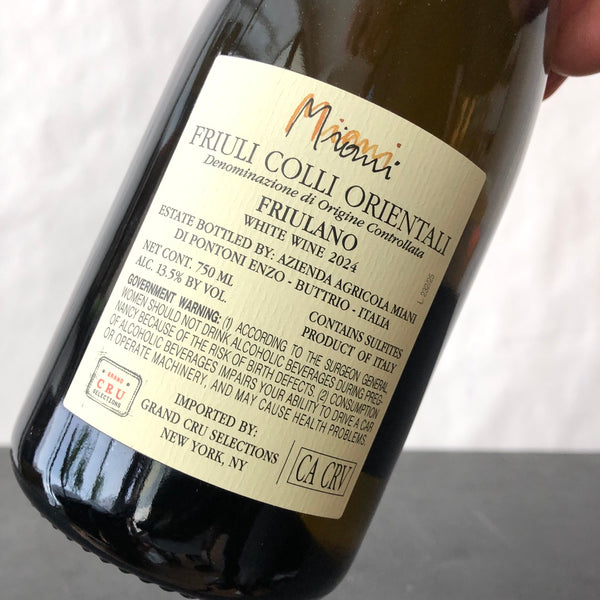 Miani
FRIULI COLLI ORIENTALI
Denominazione di Origine Controllata
FRIULANO
WHITE WINE 2024
ESTATE BOTTLED BY: AZIENDA AGRICOLA MIANI
DI PONTONI ENZO - BUTTRIO - ITALIA
NET CONT. 750 ML
ALC. 13.5% BY VOL.
CONTAINS SULFITES
PRODUCT OF ITALY
L. 232/25
GOVERNMENT WARNING: (1) ACCORDING TO THE SURGEON GENERAL
WOMEN SHOULD NOT DRINK ALCOHOLIC BEVERAGES DURING PREG-
NANCY BECAUSE OF THE RISK OF BIRTH DEFECTS. (2) CONSUMPTION
OF ALCOHOLIC BEVERAGES IMPAIRS YOUR ABILITY TO DRIVE A CAR
OR OPERATE MACHINERY, AND MAY CAUSE HEALTH PROBLEMS.
GRAND
CRU
SELECTIONS
IMPORTED BY:
GRAND CRU SELECTIONS
NEW YORK, NY
CA CRV